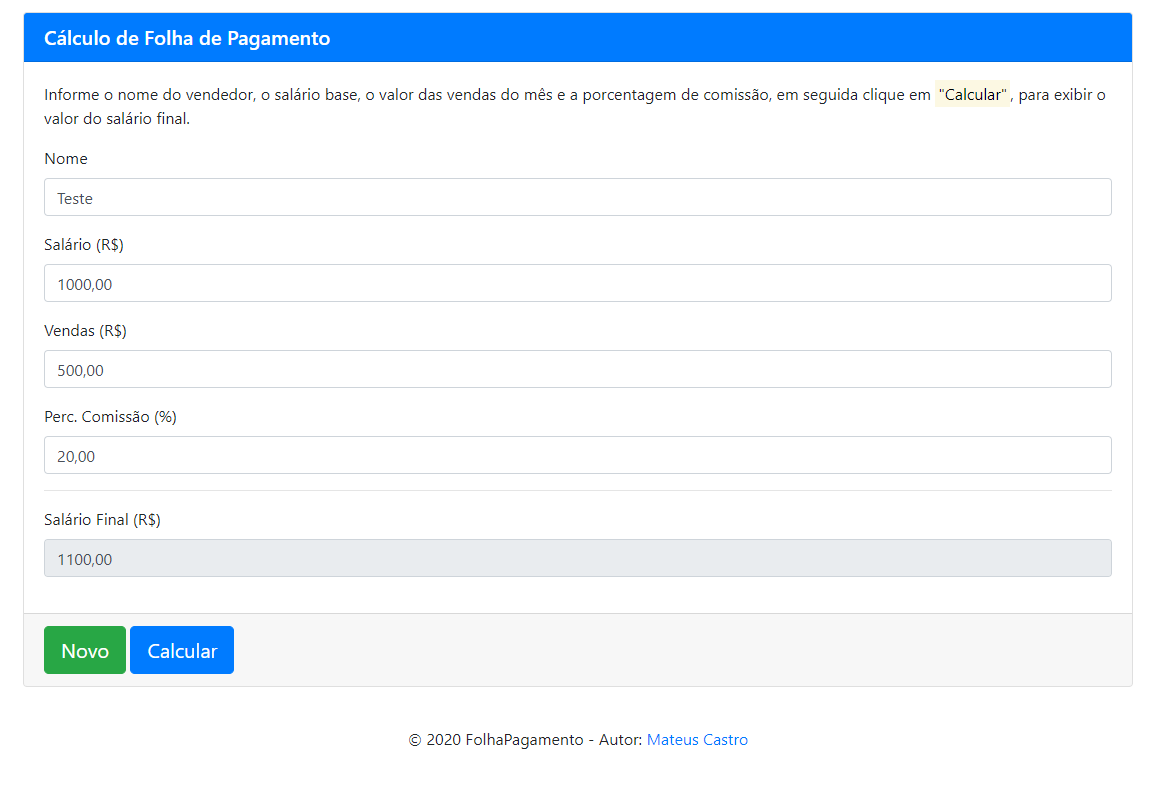 Cálculo de Folha de Pagamento
Informe o nome do vendedor, o salário base, o valor das vendas do mês e a porcentagem de comissão, em seguida clique em "Calcular", para exibir o
valor do salário final.
Nome
Teste
Salário (R$)
1000,00
Vendas (R$)
500,00
Perc. Comissão (%)
20,00
Salário Final (R$)
1100,00
Novo Calcular
© 2020 FolhaPagamento - Autor: Mateus Castro